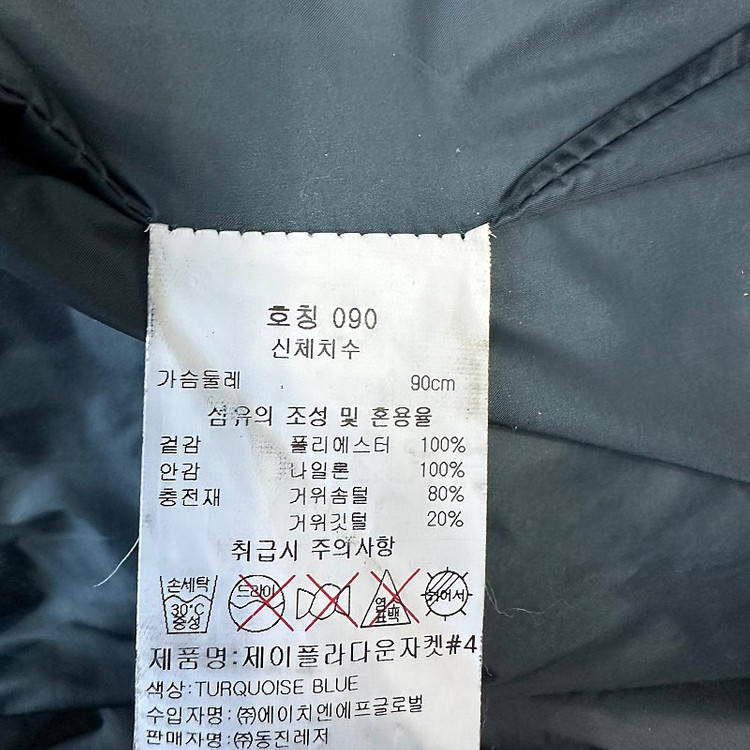 호칭 090
신체치수
가슴둘레 90cm
섬유의 조성 및 혼용율
겉감 폴리에스터 100%
안감 나일론 100%
충전재 거위솜털 80%
거위깃털 20%
취급시 주의사항
손세탁 드라이 염소 뉘어서
30°C 표백
중성
제품명:제이플라다운자켓#4
색상:TURQUOISE BLUE
수입자명:㈜에이치엔에프글로벌
판매자명:㈜동진레저